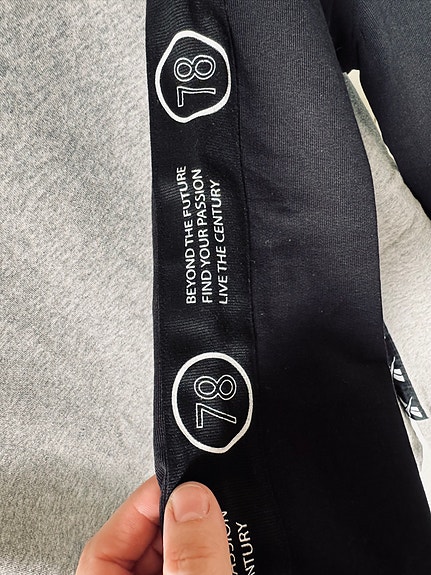 78
BEYOND THE FUTURE
FIND YOUR PASSION
LIVE THE CENTURY
78